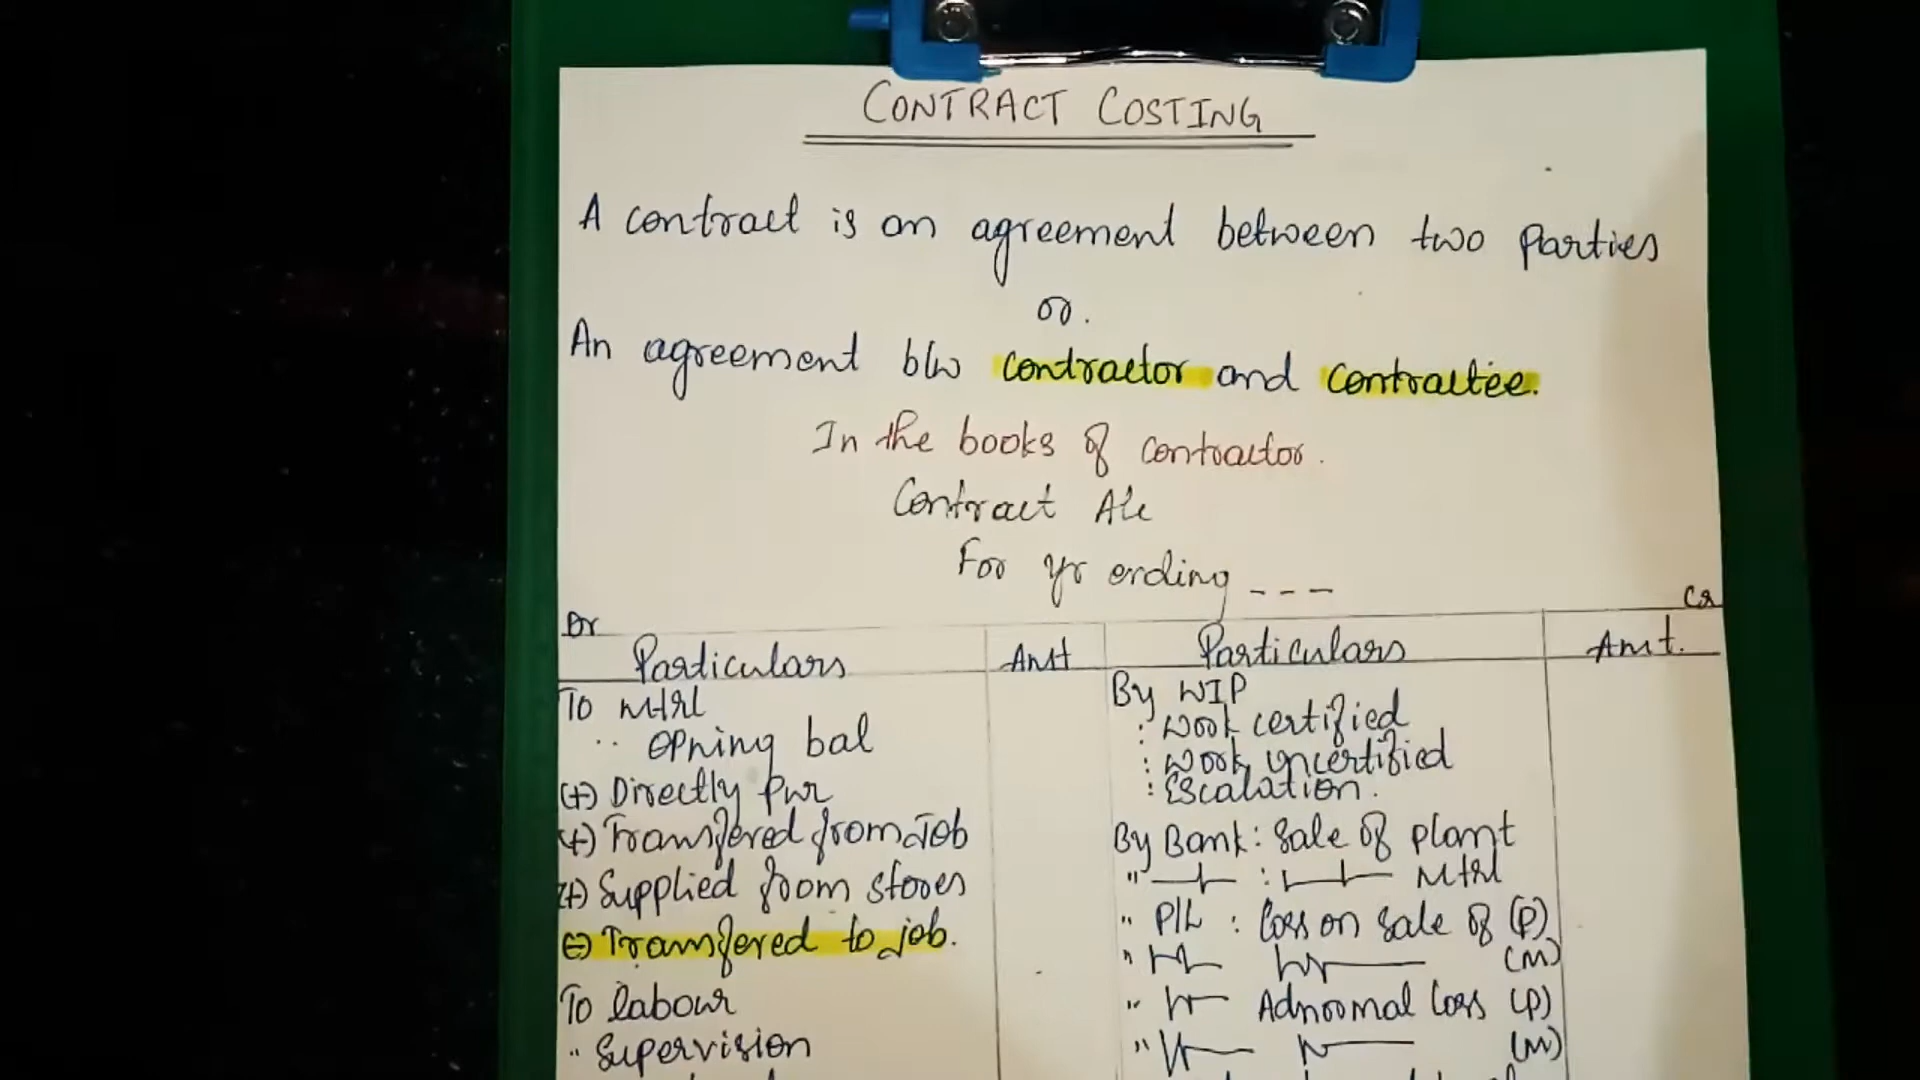 CONTRACT COSTING
A contract is an agreement between two parties
or.
An agreement b/w contractor and contractee.
In the books of contractor.
Contract A/c
For yr ending ----
Dr
Cr
Particulars Amt Particulars Amt.
To Mtrl
opning bal
(+) Directly pur
(+) Transfered from Job
(+) Supplied from stores
(-) Transfered to job.
To labour
" Supervision
By WIP
: Work certified
: Work uncertified
: Escalation.
By Bank : Sale of plant
" : Mtrl
" P/L : loss on sale of (P)
" (M)
" Adnormal loss (P)
" (M)